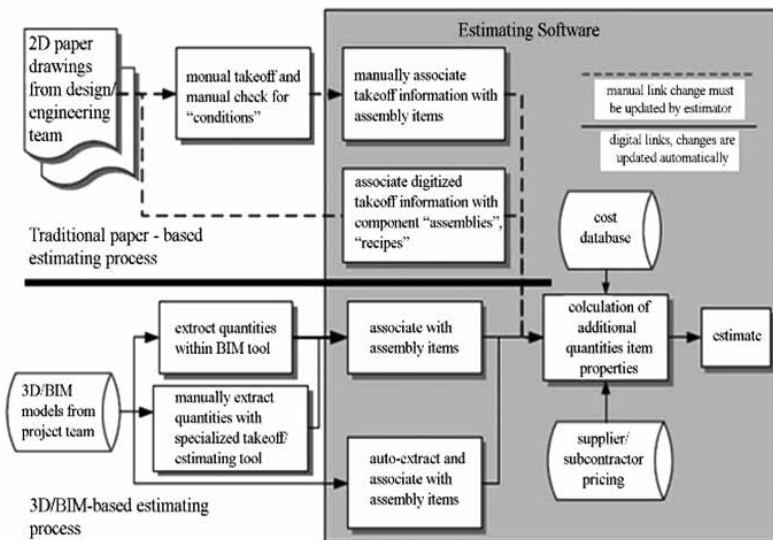 Estimating Software
2D paper
drawings
from design/
engineering
team
monual takeoff and
manual check for
“conditions”
manually associate
takeoff information with
assembly items
manual link change must
be updated by estimator
digital links, changes are
updated automatically
associate digitized
takeoff information with
component “assemblies”,
“recipes”
Traditional paper - based
estimating process
cost
database
extroct quantities
within BIM tool
associate with
assembly items
colculation of
additional
quantities item
properties
estimate
3D/BIM
models from
project team
manually extract
quantities with
specialized takeoff/
cstimating tool
auto-extract and
associate with
assembly items
supplier/
subcontractor
pricing
3D/BIM-based estimating
process